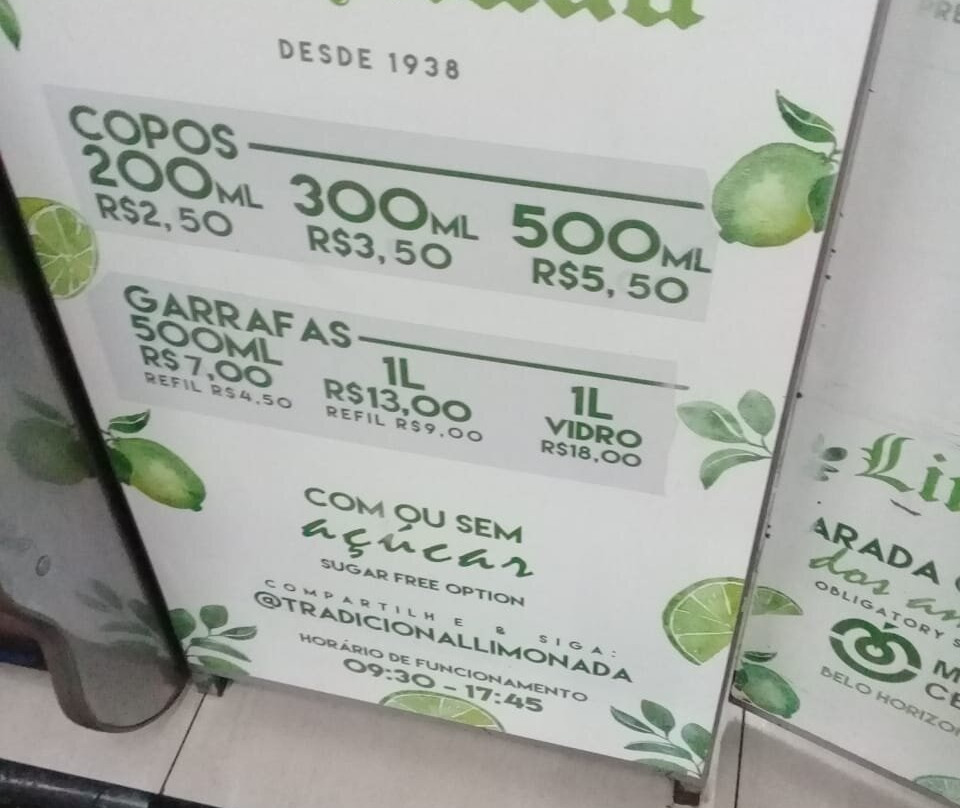 DESDE 1938
COPOS
200ML 300ML 500ML
R$2,50 R$3,50 R$5,50
GARRAFAS
500ML 1L 1L
VIDRO
R$7,00 R$13,00 R$18,00
REFIL R$4,50 REFIL R$9,00
COM OU SEM
açúcar
SUGAR FREE OPTION
COMPARTILHE & SIGA:
@TRADICIONALLIMONADA
HORÁRIO DE FUNCIONAMENTO
09:30 - 17:45
ARADA
dos
OBLIGATORY